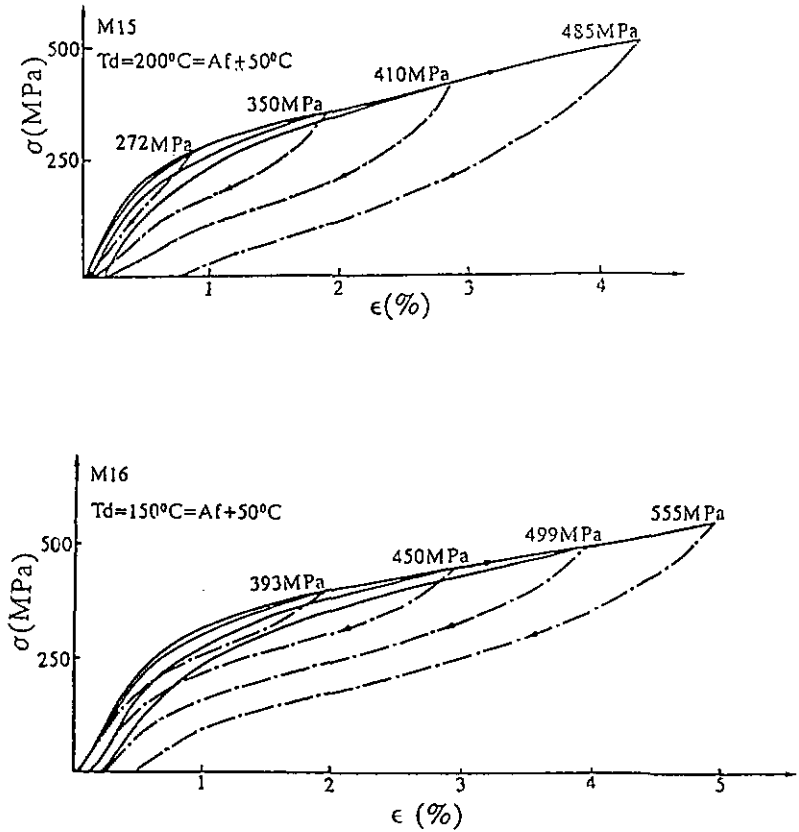 M15
Td=200°C=Af+50°C
485MPa
410MPa
350MPa
272MPa
σ(MPa)
500
250
1
2
3
4
ϵ(%)
M16
Td=150°C=Af+50°C
555MPa
499MPa
450MPa
393MPa
σ(MPa)
500
250
1
2
3
4
5
ϵ (%)